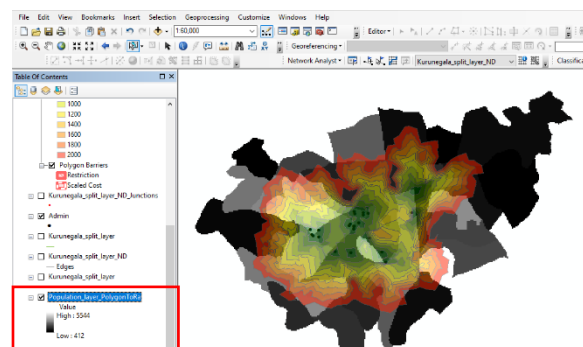 File Edit View Bookmarks Insert Selection Geoprocessing Customize Windows Help
1:60,000
Editor
Georeferencing
Network Analyst
Kurunegala_split_layer_ND
Classifica
Table Of Contents
1000
1200
1400
1600
1800
2000
Polygon Barriers
Restriction
Scaled Cost
Kurunegala_split_layer_ND_Junctions
Admin
Kurunegala_split_layer
Kurunegala_split_layer_ND
Edges
Kurunegala_split_layer
Population_layer_PolygonToRa
Value
High : 5544
Low : 412